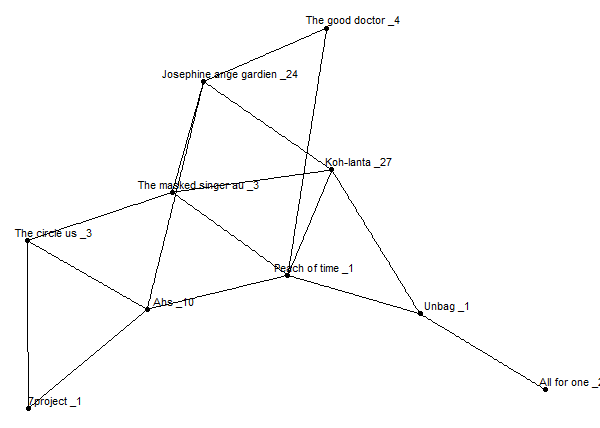 The good doctor _4
Josephine ange gardien _24
Koh-lanta _27
The masked singer au _3
The circle us _3
Peach of time _1
Ahs _10
Unbag _1
All for one _2
7project _1